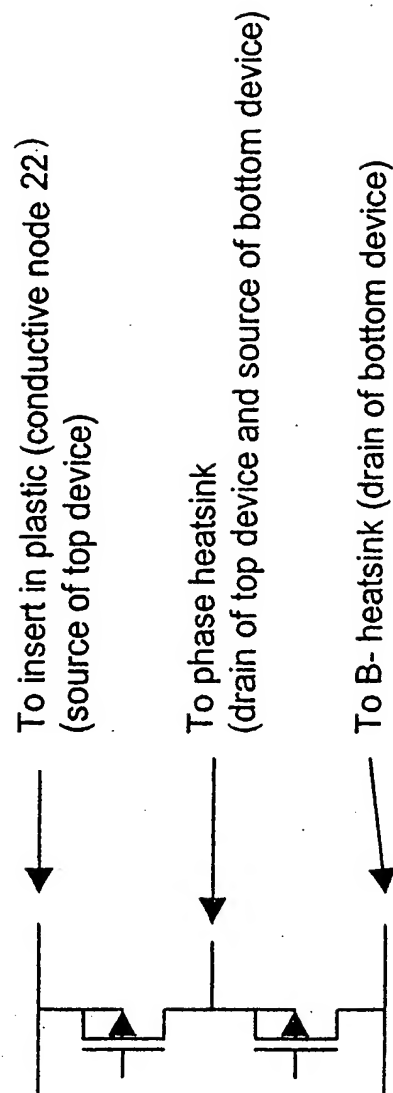 To insert in plastic (conductive node 22)
(source of top device)
To phase heatsink
(drain of top device and source of bottom device)
To B- heatsink (drain of bottom device)